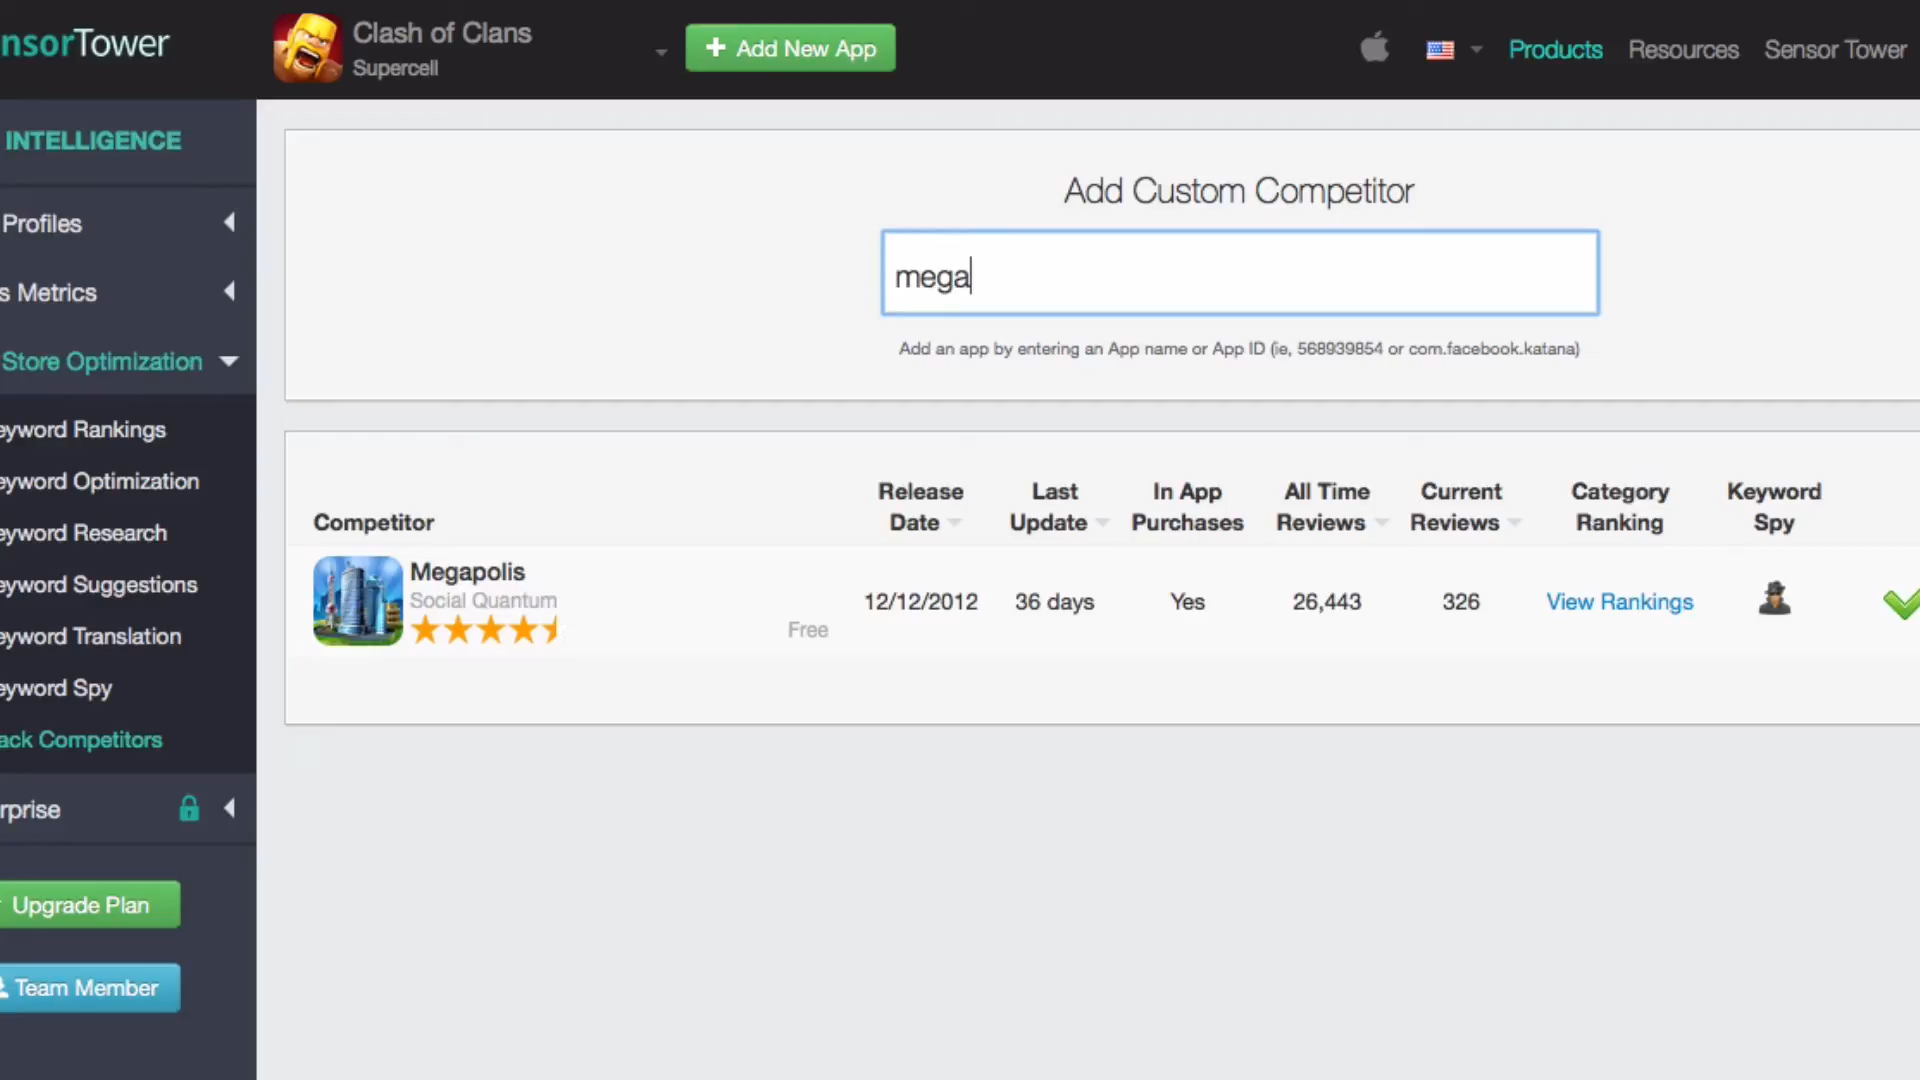 nsorTower
Clash of Clans
Supercell
+ Add New App
Products
Resources
Sensor Tower
INTELLIGENCE
Profiles
s Metrics
Store Optimization
eyword Rankings
eyword Optimization
eyword Research
eyword Suggestions
eyword Translation
eyword Spy
ack Competitors
rprise
Upgrade Plan
Team Member
Add Custom Competitor
mega
Add an app by entering an App name or App ID (ie, 568939854 or com.facebook.katana)
Competitor
Release Date
Last Update
In App Purchases
All Time Reviews
Current Reviews
Category Ranking
Keyword Spy
Megapolis
Social Quantum
Free
12/12/2012
36 days
Yes
26,443
326
View Rankings